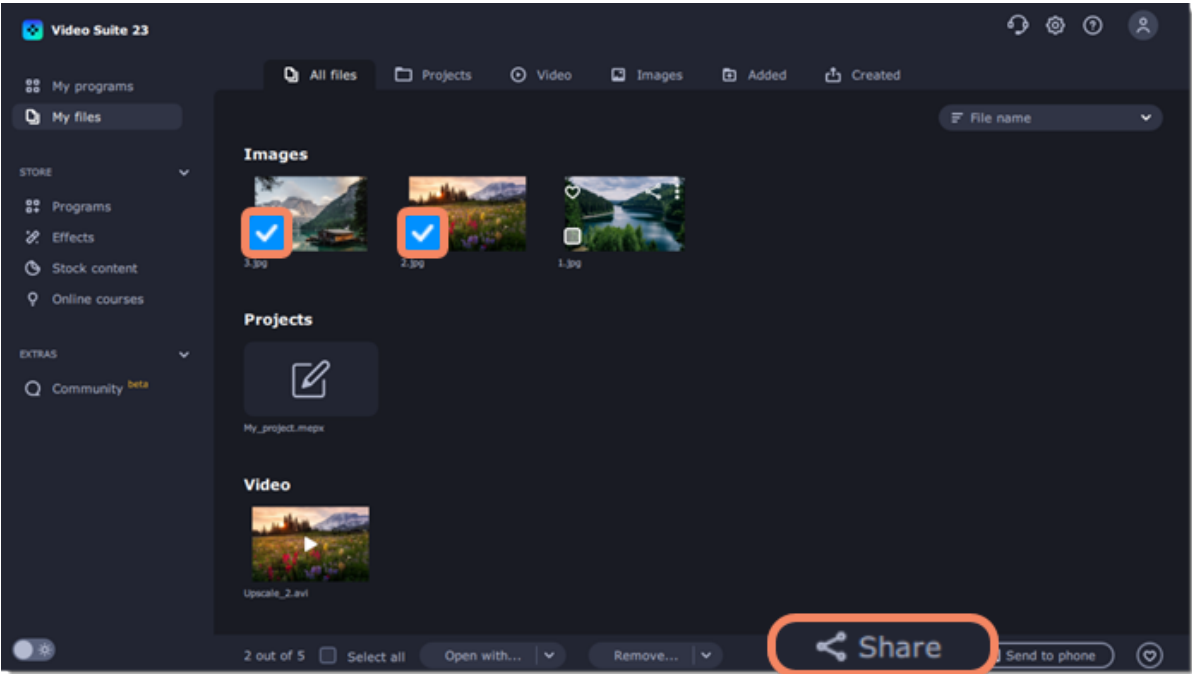 Video Suite 23
My programs
My files
STORE
Programs
Effects
Stock content
Online courses
EXTRAS
Community beta
All files Projects Video Images Added Created
File name
Images
3.jpg 2.jpg 1.jpg
Projects
My_project.mepx
Video
Upscale_2.avi
2 out of 5 Select all Open with... Remove... Share Send to phone